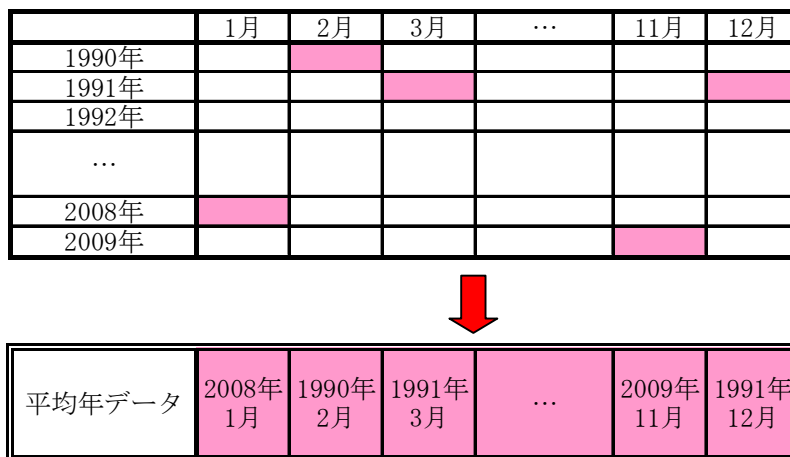 1月 2月 3月 … 11月 12月
1990年
1991年
1992年
…
2008年
2009年
平均年データ 2008年 1990年 1991年 … 2009年 1991年
1月 2月 3月 11月 12月